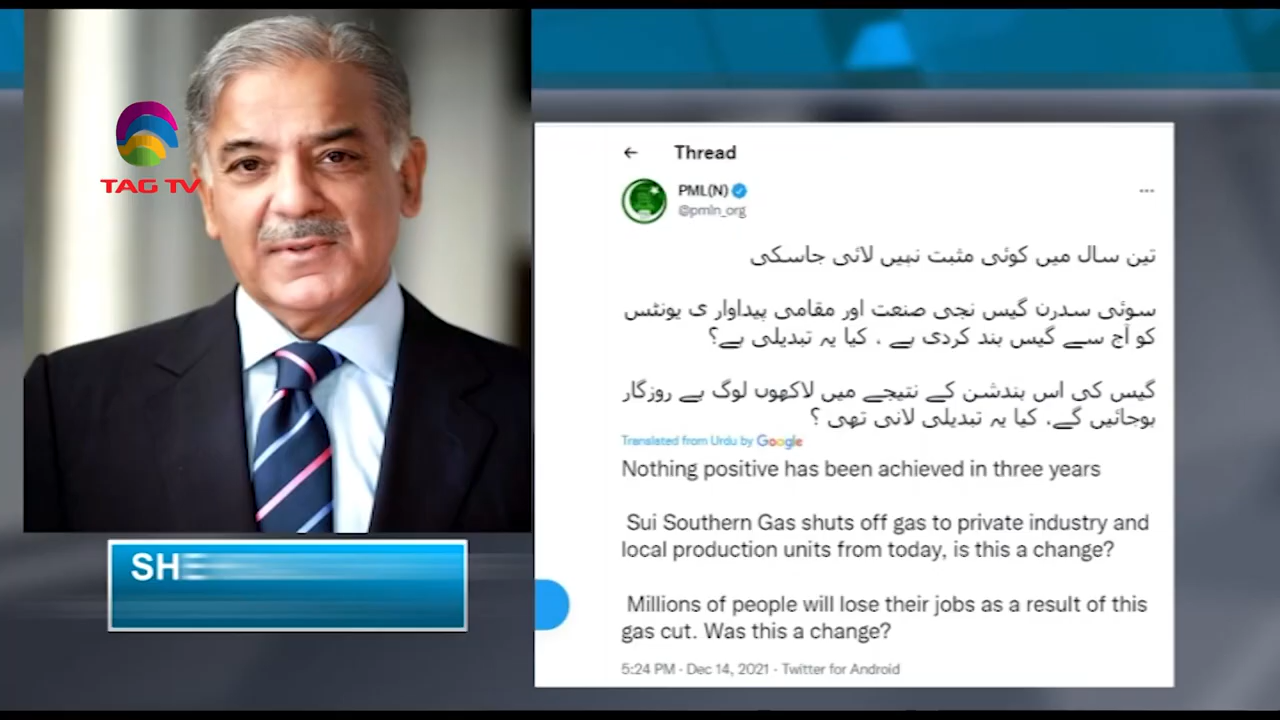 TAG TV
SH
Thread
PML(N)
@pmln_org
تین سال میں کوئی مثبت نہیں لائی جاسکی
سوئی سدرن گیس نجی صنعت اور مقامی پیداوار ی یونٹس
کو آج سے گیس بند کردی ہے ، کیا یہ تبدیلی ہے؟
گیس کی اس بندشن کے نتیجے میں لاکھوں لوگ بے روزگار
ہوجائیں گے، کیا یہ تبدیلی لانی تھی ؟
Translated from Urdu by Google
Nothing positive has been achieved in three years
Sui Southern Gas shuts off gas to private industry and
local production units from today, is this a change?
Millions of people will lose their jobs as a result of this
gas cut. Was this a change?
5:24 PM · Dec 14, 2021 · Twitter for Android